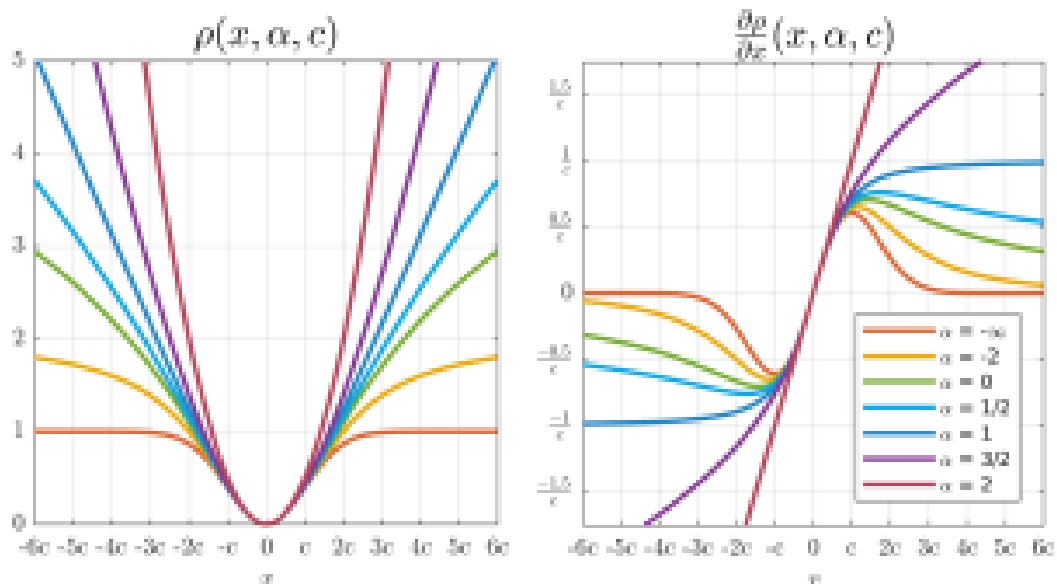 ρ(x, α, c)
5
4
3
2
1
0
-6c -5c -4c -3c -2c -c 0 c 2c 3c 4c 5c 6c
x
∂ρ/∂x (x, α, c)
1.5/c
1/c
0.5/c
0
-0.5/c
-1/c
-1.5/c
-6c -5c -4c -3c -2c -c 0 c 2c 3c 4c 5c 6c
x
α = -∞
α = -2
α = 0
α = 1/2
α = 1
α = 3/2
α = 2